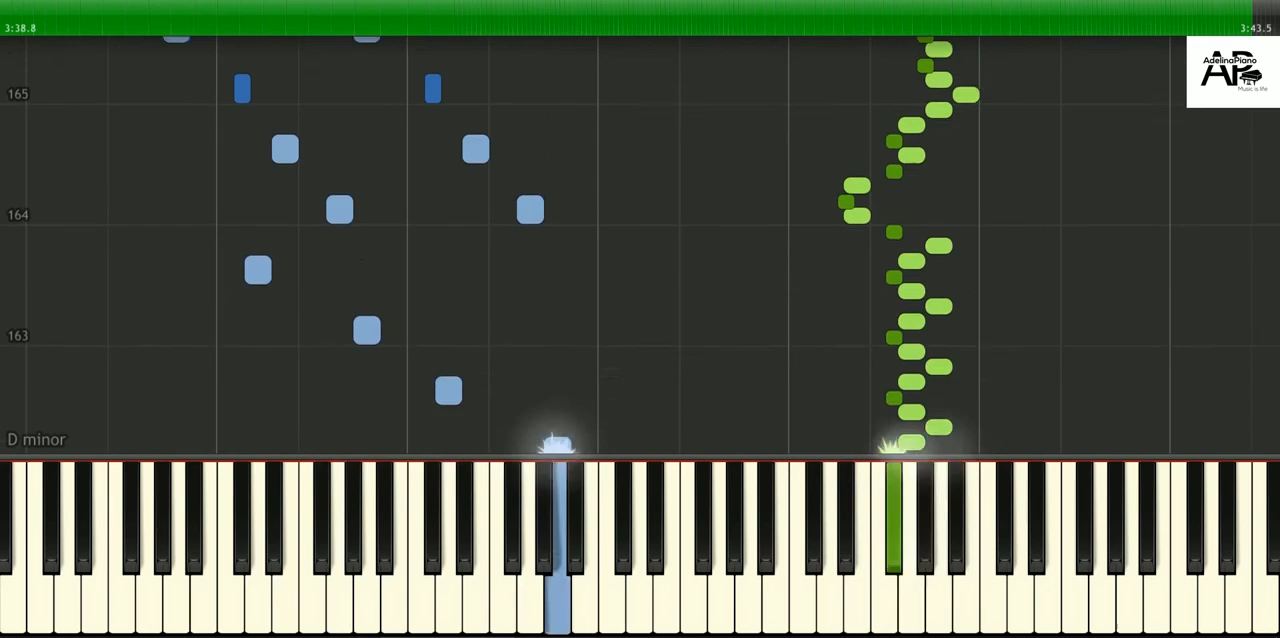 3:38.8
3:43.5
AP
AdelinaPiano
Music is life
165
164
163
D minor